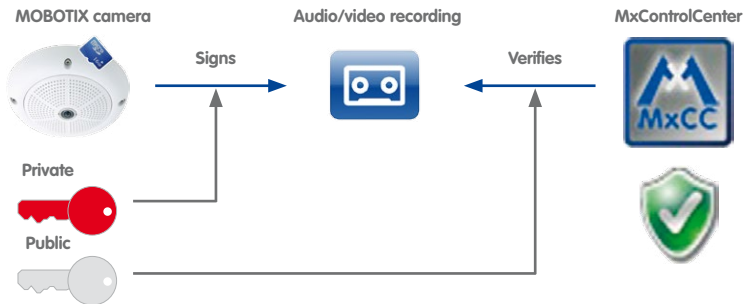 MOBOTIX camera
Audio/video recording
MxControlCenter
Signs
Verifies
MxCC
Private
Public